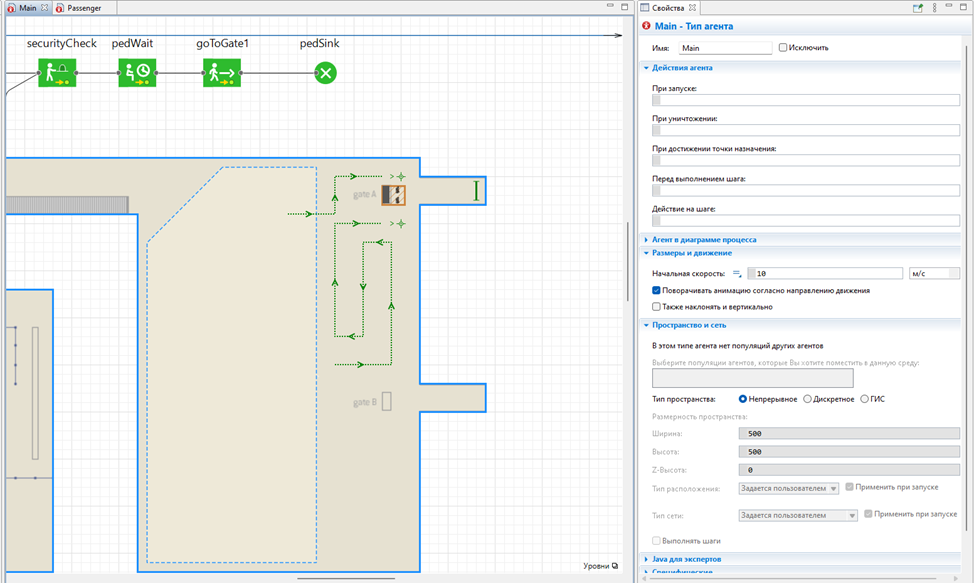 Main
Passenger
securityCheck
pedWait
goToGate1
pedSink
gate A
gate B
Уровни
Свойства
Main - Тип агента
Имя:
Main
Исключить
Действия агента
При запуске:
При уничтожении:
При достижении точки назначения:
Перед выполнением шага:
Действие на шаге:
Агент в диаграмме процесса
Размеры и движение
Начальная скорость:
10
м/с
Поворачивать анимацию согласно направлению движения
Также наклонять и вертикально
Пространство и сеть
В этом типе агента нет популяций других агентов
Выберите популяции агентов, которые Вы хотите поместить в данную среду:
Тип пространства:
Непрерывное
Дискретное
ГИС
Размерность пространства:
Ширина:
500
Высота:
500
Z-Высота:
0
Тип расположения:
Задается пользователем
Применить при запуске
Тип сети:
Задается пользователем
Применить при запуске
Выполнять шаги
Java для экспертов
Специфические